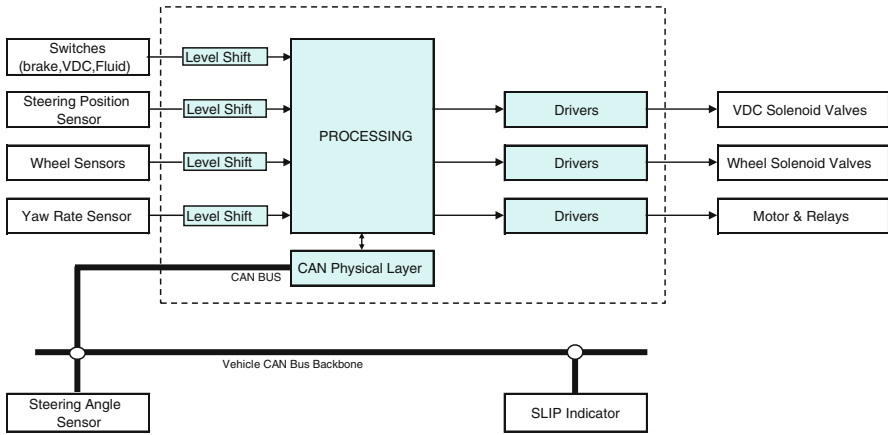 Switches
(brake,VDC,Fluid)
Level Shift
Steering Position
Sensor
Level Shift
Wheel Sensors
Level Shift
Yaw Rate Sensor
Level Shift
PROCESSING
CAN Physical Layer
CAN BUS
Drivers
VDC Solenoid Valves
Drivers
Wheel Solenoid Valves
Drivers
Motor & Relays
Vehicle CAN Bus Backbone
Steering Angle
Sensor
SLIP Indicator